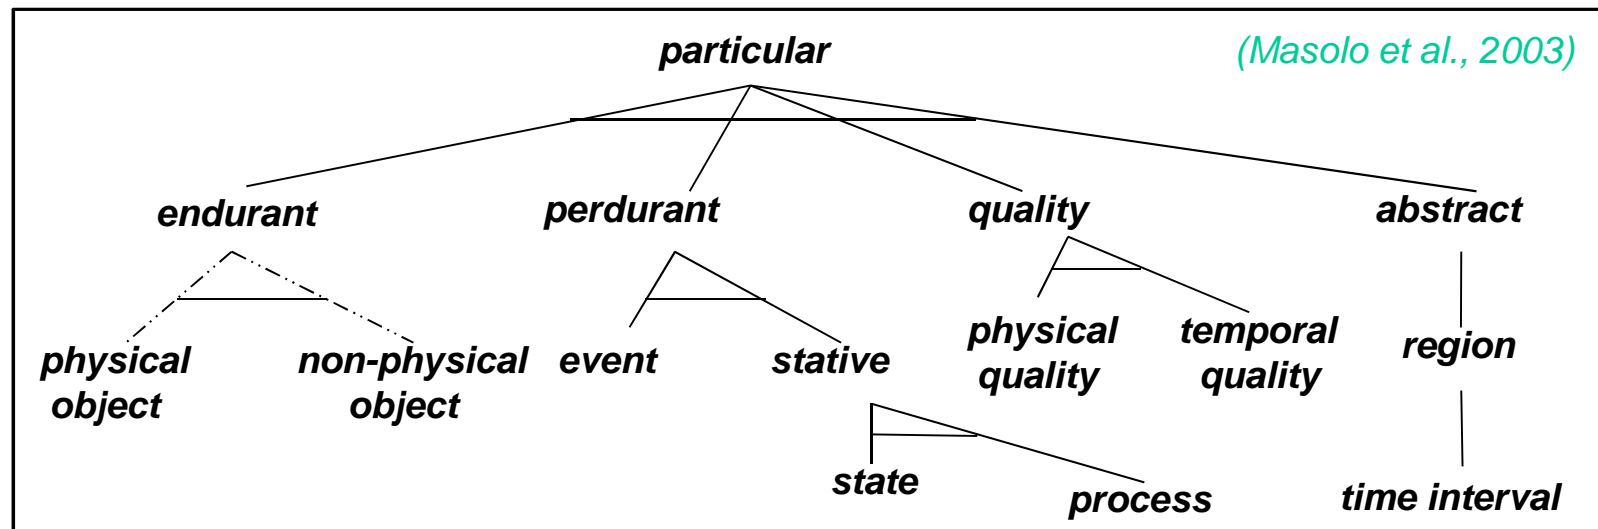 particular
(Masolo et al., 2003)
endurant
perdurant
quality
abstract
physical
object
non-physical
object
event
stative
physical
quality
temporal
quality
region
state
process
time interval